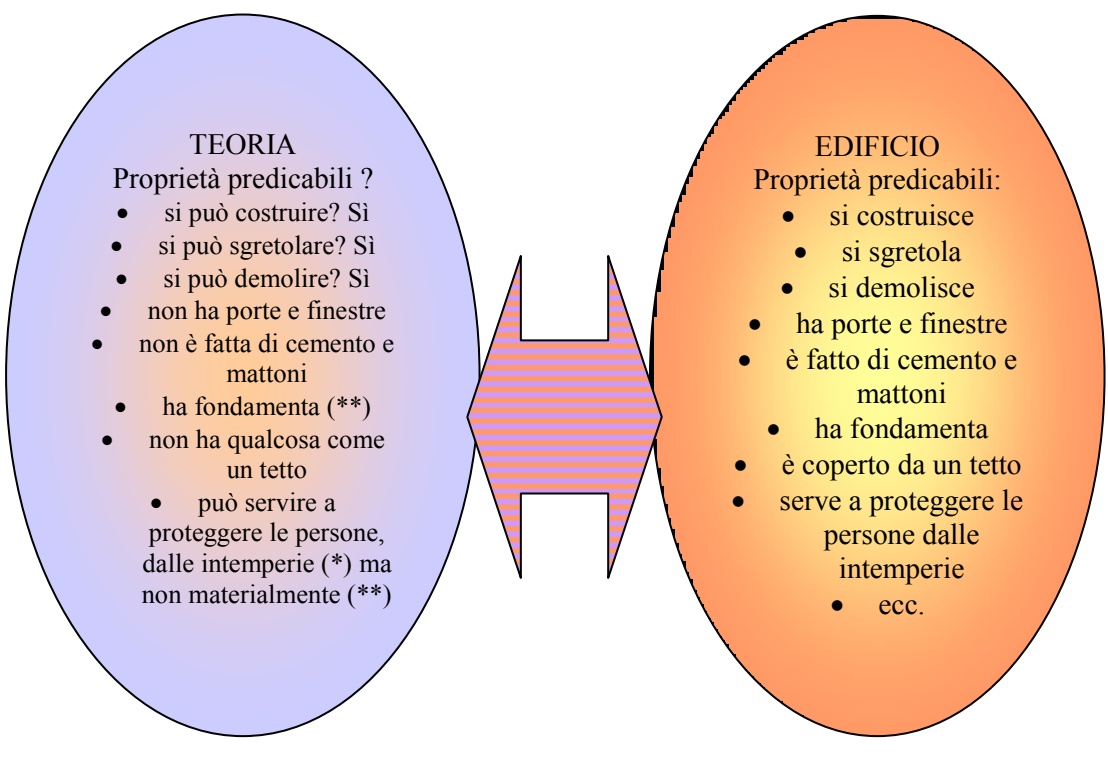 TEORIA
Proprietà predicabili ?
• si può costruire? Sì
• si può sgretolare? Sì
• si può demolire? Sì
• non ha porte e finestre
• non è fatta di cemento e
mattoni
• ha fondamenta (**)
• non ha qualcosa come
un tetto
• può servire a
proteggere le persone,
dalle intemperie (*) ma
non materialmente (**)
EDIFICIO
Proprietà predicabili:
• si costruisce
• si sgretola
• si demolisce
• ha porte e finestre
• è fatto di cemento e
mattoni
• ha fondamenta
• è coperto da un tetto
• serve a proteggere le
persone dalle
intemperie
• ecc.